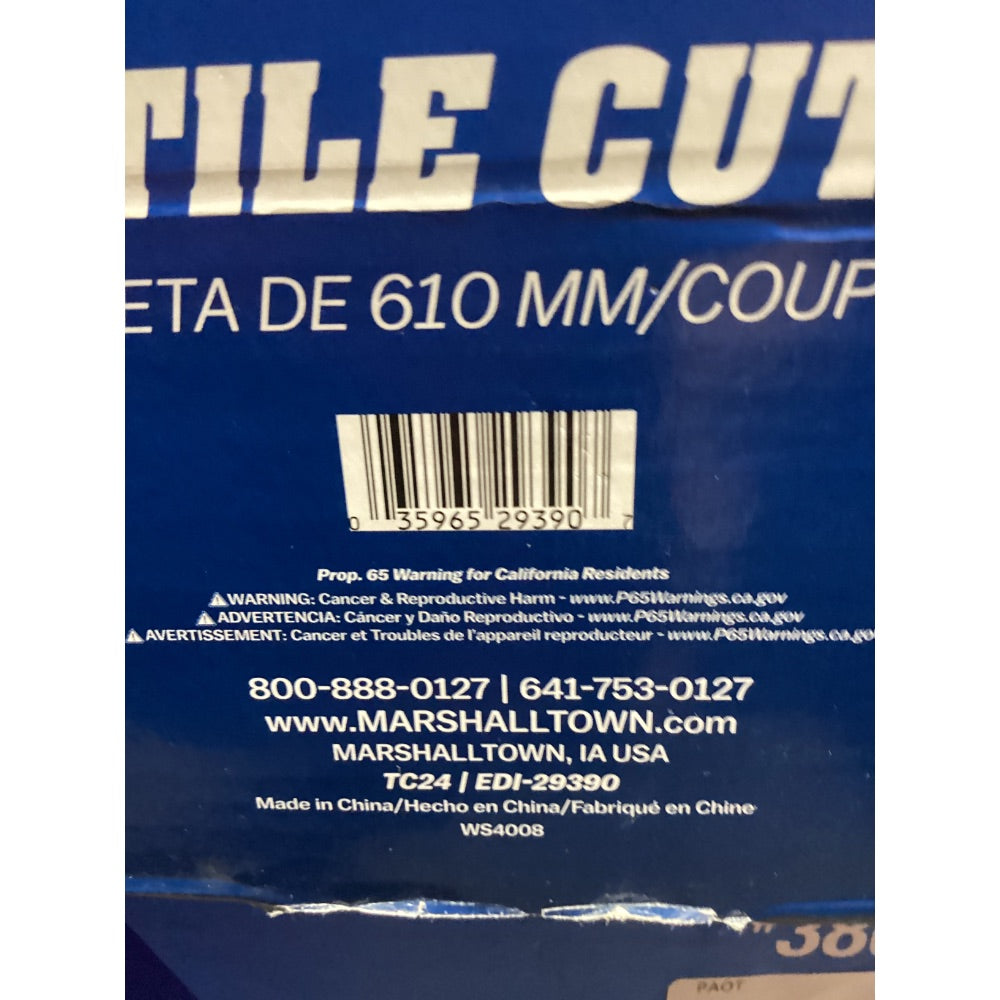 TILE CUT
ETA DE 610 MM/COUP
0 35965 29390 7
Prop. 65 Warning for California Residents
⚠WARNING: Cancer & Reproductive Harm - www.P65Warnings.ca.gov
⚠ ADVERTENCIA: Cáncer y Daño Reproductivo - www.P65Warnings.ca.gov
⚠ AVERTISSEMENT: Cancer et Troubles de l'appareil reproducteur - www.P65Warnings.ca.gov
800-888-0127 | 641-753-0127
www.MARSHALLTOWN.com
MARSHALLTOWN, IA USA
TC24 | EDI-29390
Made in China/Hecho en China/Fabriqué en Chine
WS4008
"38
PAOT